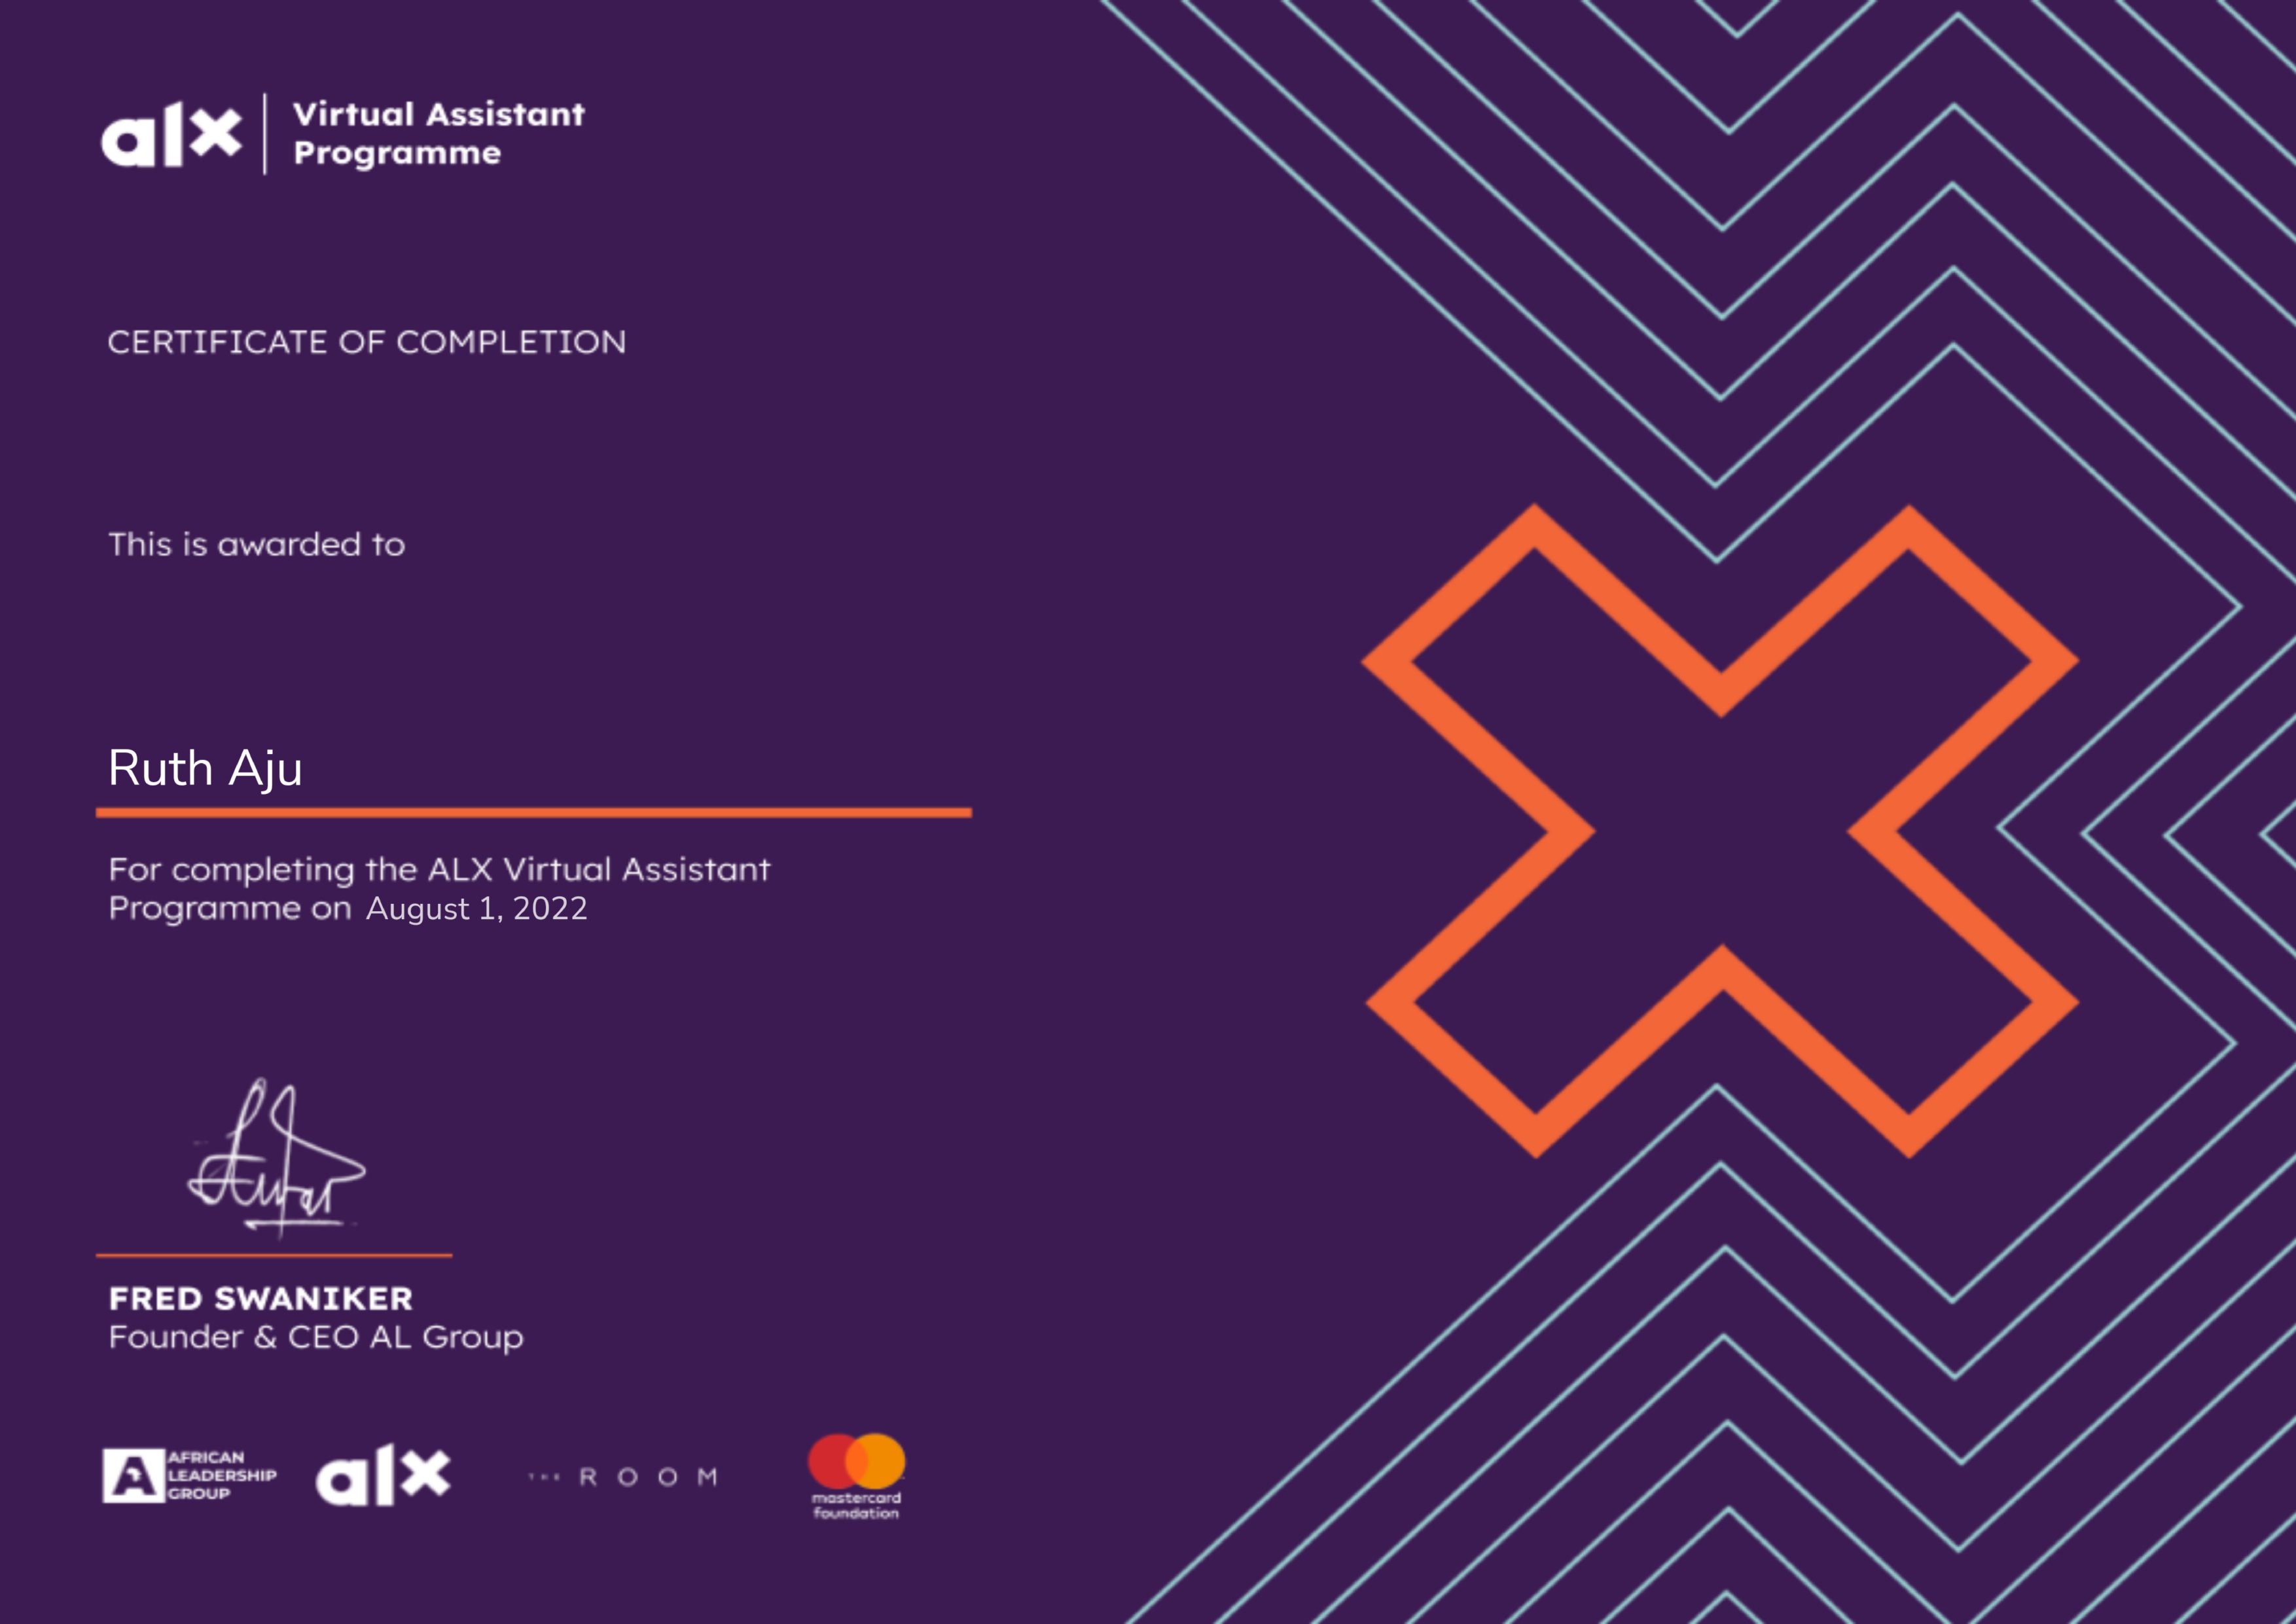 alx
Virtual Assistant
Programme
CERTIFICATE OF COMPLETION
This is awarded to
Ruth Aju
For completing the ALX Virtual Assistant
Programme on August 1, 2022
FRED SWANIKER
Founder & CEO AL Group
AFRICAN
LEADERSHIP
GROUP
alx
THE ROOM
mastercard
foundation